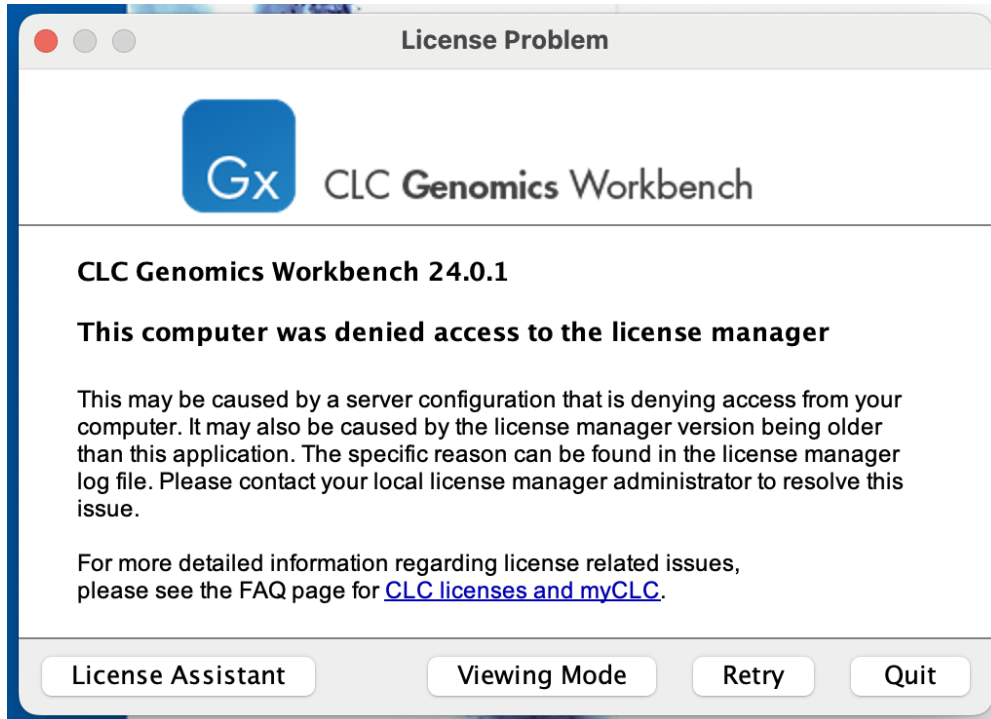 License Problem
Gx
CLC Genomics Workbench
CLC Genomics Workbench 24.0.1
This computer was denied access to the license manager
This may be caused by a server configuration that is denying access from your
computer. It may also be caused by the license manager version being older
than this application. The specific reason can be found in the license manager
log file. Please contact your local license manager administrator to resolve this
issue.
For more detailed information regarding license related issues,
please see the FAQ page for CLC licenses and myCLC.
License Assistant
Viewing Mode
Retry
Quit